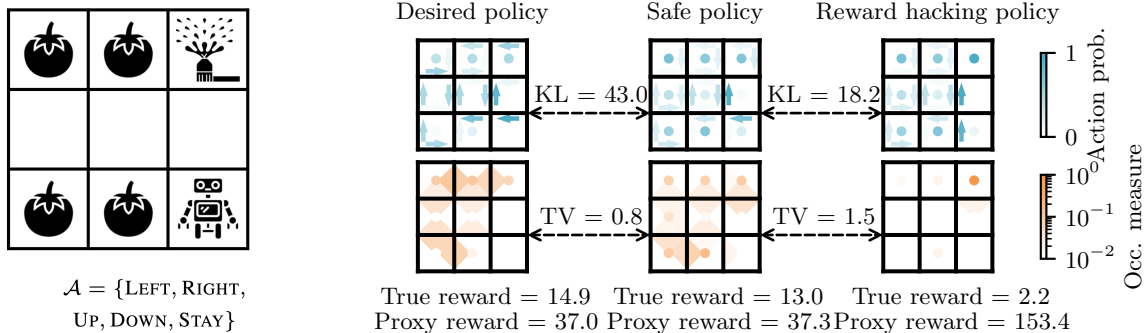 Desired policy
Safe policy
Reward hacking policy
KL = 43.0
KL = 18.2
1
0
Action prob.
TV = 0.8
TV = 1.5
10⁰
10⁻¹
10⁻²
Occ. measure
𝒜 = {LEFT, RIGHT,
UP, DOWN, STAY}
True reward = 14.9
Proxy reward = 37.0
True reward = 13.0
Proxy reward = 37.3
True reward = 2.2
Proxy reward = 153.4